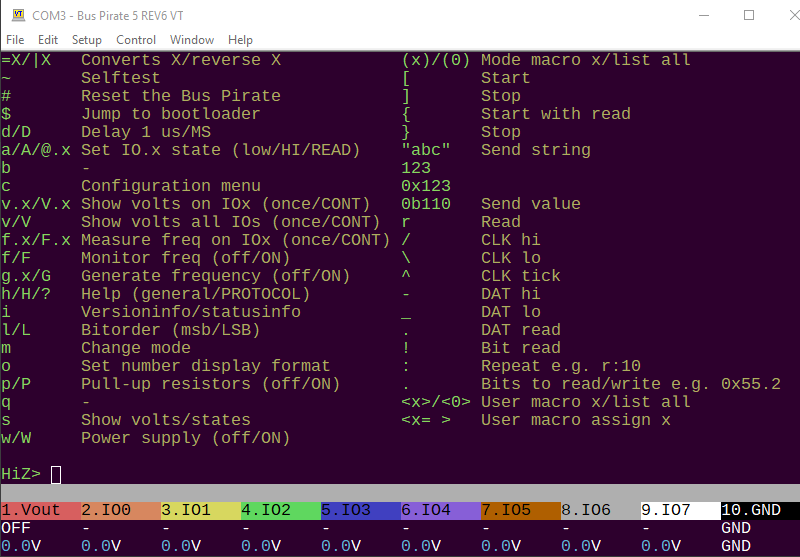 COM3 - Bus Pirate 5 REV6 VT
File Edit Setup Control Window Help
=X/|X Converts X/reverse X (x)/(0) Mode macro x/list all
~ Selftest [ Start
# Reset the Bus Pirate ] Stop
$ Jump to bootloader { Start with read
d/D Delay 1 us/MS } Stop
a/A/@.x Set IO.x state (low/HI/READ) "abc" Send string
b - 123
c Configuration menu 0x123
v.x/V.x Show volts on IOx (once/CONT) 0b110 Send value
v/V Show volts all IOs (once/CONT) r Read
f.x/F.x Measure freq on IOx (once/CONT) / CLK hi
f/F Monitor freq (off/ON) \ CLK lo
g.x/G Generate frequency (off/ON) ^ CLK tick
h/H/? Help (general/PROTOCOL) - DAT hi
i Versioninfo/statusinfo _ DAT lo
l/L Bitorder (msb/LSB) . DAT read
m Change mode ! Bit read
o Set number display format : Repeat e.g. r:10
p/P Pull-up resistors (off/ON) . Bits to read/write e.g. 0x55.2
q - <x>/<0> User macro x/list all
s Show volts/states <x= > User macro assign x
w/W Power supply (off/ON)
HiZ>
1.Vout 2.IO0 3.IO1 4.IO2 5.IO3 6.IO4 7.IO5 8.IO6 9.IO7 10.GND
OFF - - - - - - - - GND
0.0V 0.0V 0.0V 0.0V 0.0V 0.0V 0.0V 0.0V 0.0V GND